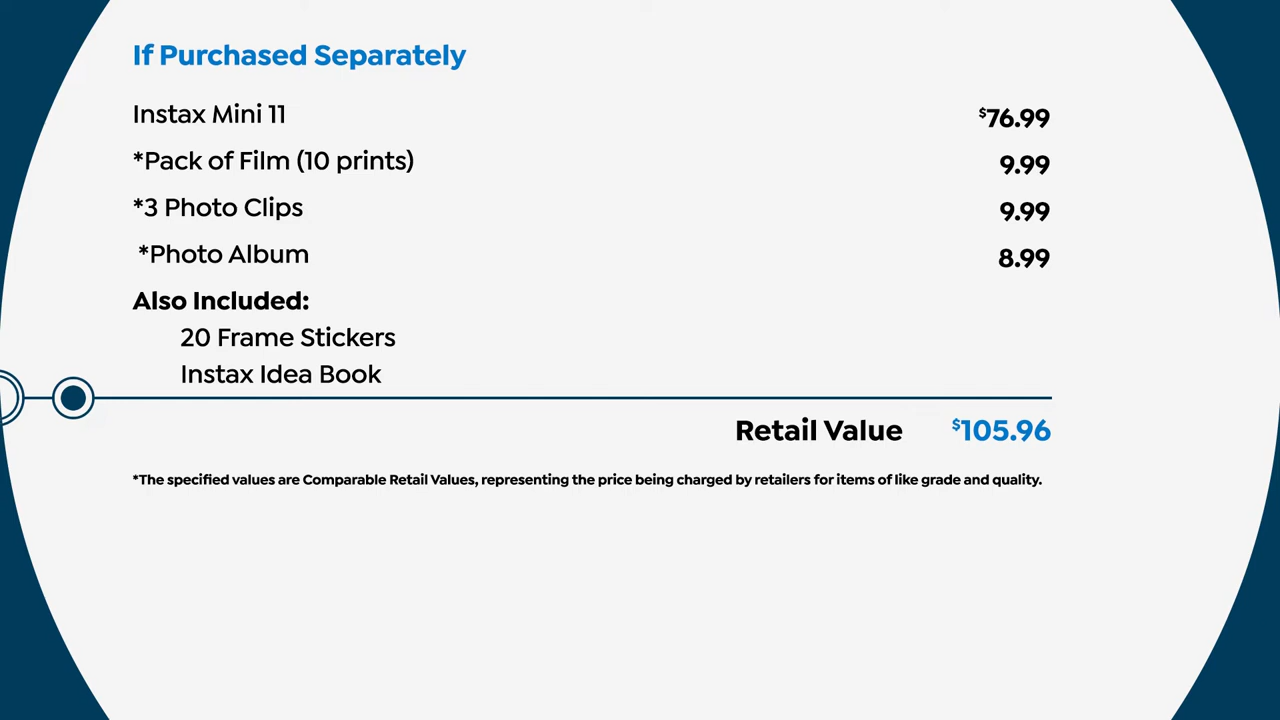 If Purchased Separately
Instax Mini 11 $76.99
*Pack of Film (10 prints) 9.99
*3 Photo Clips 9.99
*Photo Album 8.99
Also Included:
20 Frame Stickers
Instax Idea Book
Retail Value $105.96
*The specified values are Comparable Retail Values, representing the price being charged by retailers for items of like grade and quality.